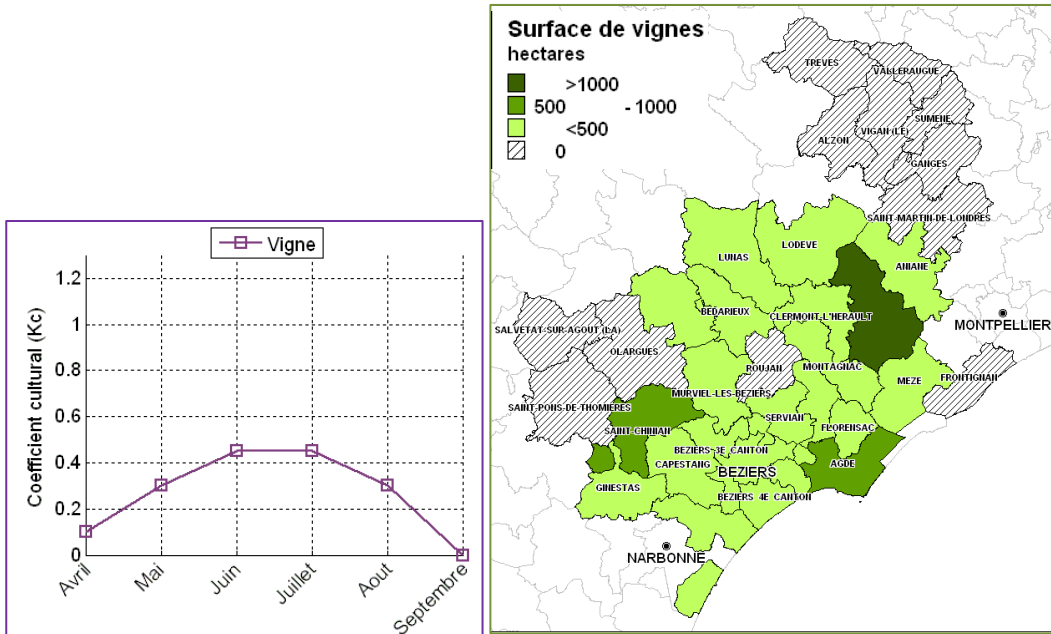 Vigne
Coefficient cultural (Kc)
1.2
1
0.8
0.6
0.4
0.2
0
Avril
Mai
Juin
Juillet
Aout
Septembre
Surface de vignes
hectares
>1000
500 - 1000
<500
0
TREVES
VALLERAUGUE
SUMENE
VIGAN (LE)
ALZON
GANGES
SAINT-MARTIN-DE-LONDRES
LODEVE
LUNAS
ANIANE
BEDARIEUX
CLERMONT-L'HERAULT
MONTPELLIER
SALVETAT-SUR-AGOUT (LA)
OLARGUES
ROUJAN
MONTAGNAC
FRONTIGNAN
MEZE
MURVIEL-LES-BEZIERS
SAINT-PONS-DE-THOMIERES
SERVIAN
FLORENSAC
SAINT-CHINIAN
BEZIERS-3E CANTON
AGDE
CAPESTANG
BEZIERS
GINESTAS
BEZIERS 4E CANTON
NARBONNE